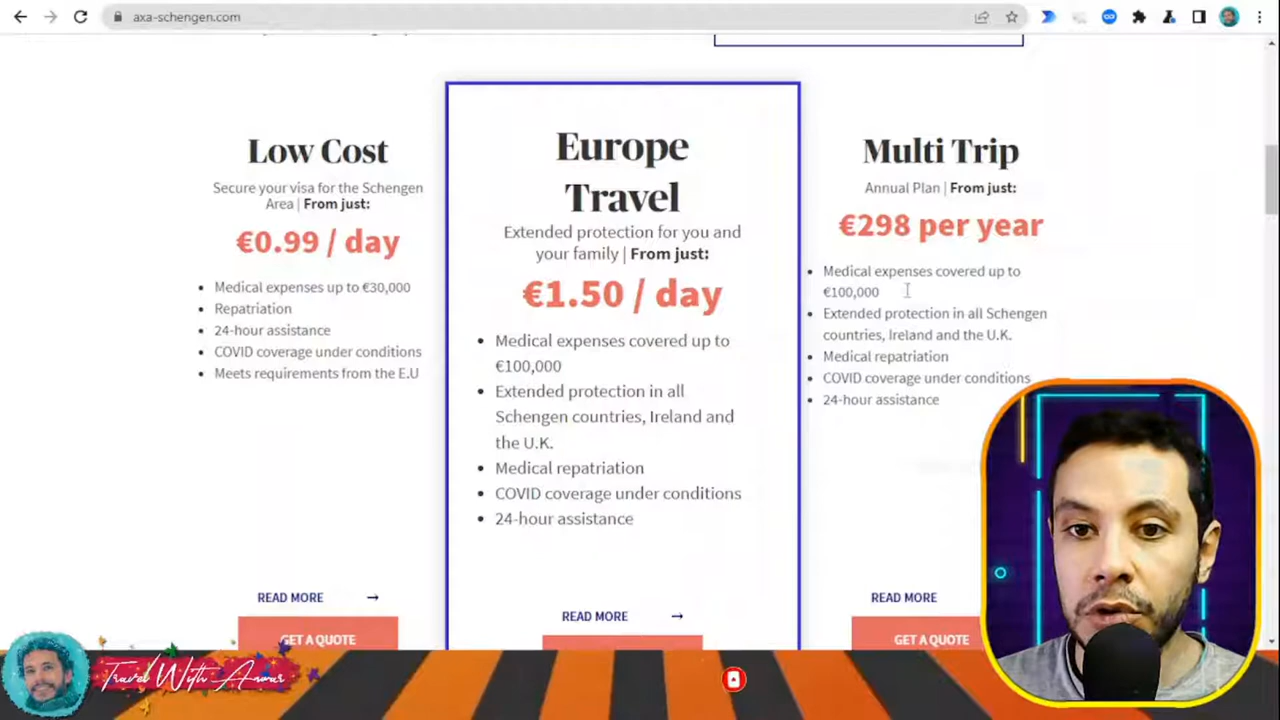 axa-schengen.com
Low Cost
Secure your visa for the Schengen
Area | From just:
€0.99 / day
Medical expenses up to €30,000
Repatriation
24-hour assistance
COVID coverage under conditions
Meets requirements from the E.U
READ MORE →
GET A QUOTE
Europe
Travel
Extended protection for you and
your family | From just:
€1.50 / day
Medical expenses covered up to
€100,000
Extended protection in all
Schengen countries, Ireland and
the U.K.
Medical repatriation
COVID coverage under conditions
24-hour assistance
READ MORE →
Multi Trip
Annual Plan | From just:
€298 per year
Medical expenses covered up to
€100,000
Extended protection in all Schengen
countries, Ireland and the U.K.
Medical repatriation
COVID coverage under conditions
24-hour assistance
READ MORE
GET A QUOTE
Travel With Anwar